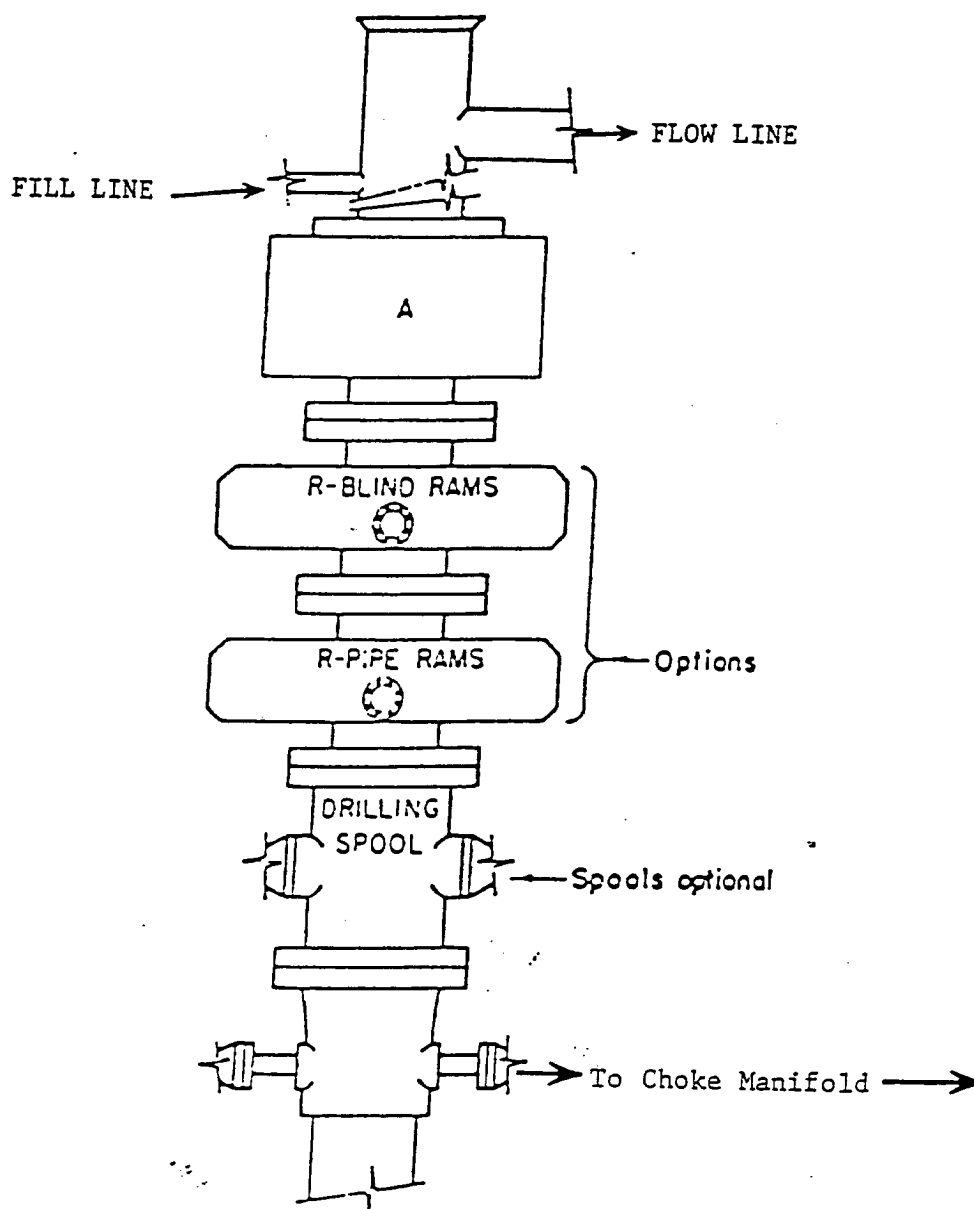 FLOW LINE
FILL LINE
A
R-BLIND RAMS
R-PIPE RAMS
Options
DRILLING
SPOOL
Spools optional
To Choke Manifold